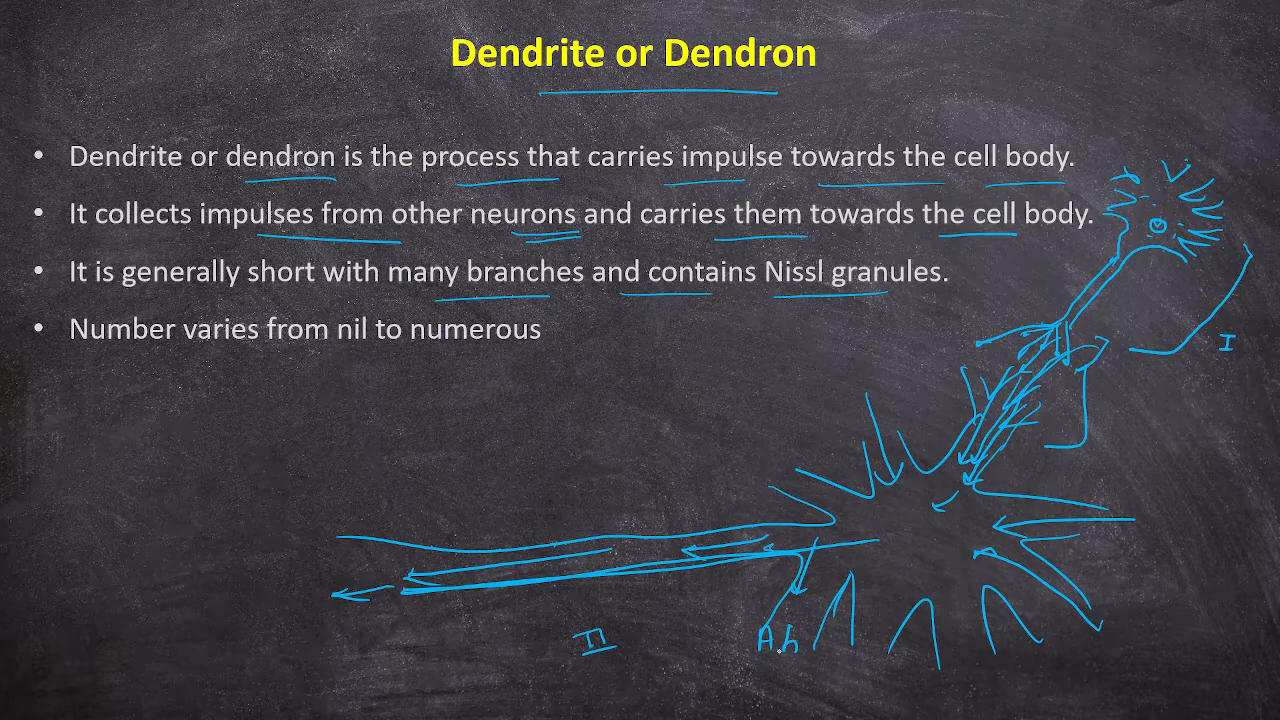 Dendrite or Dendron
• Dendrite or dendron is the process that carries impulse towards the cell body.
• It collects impulses from other neurons and carries them towards the cell body.
• It is generally short with many branches and contains Nissl granules.
• Number varies from nil to numerous
I
II
A.h